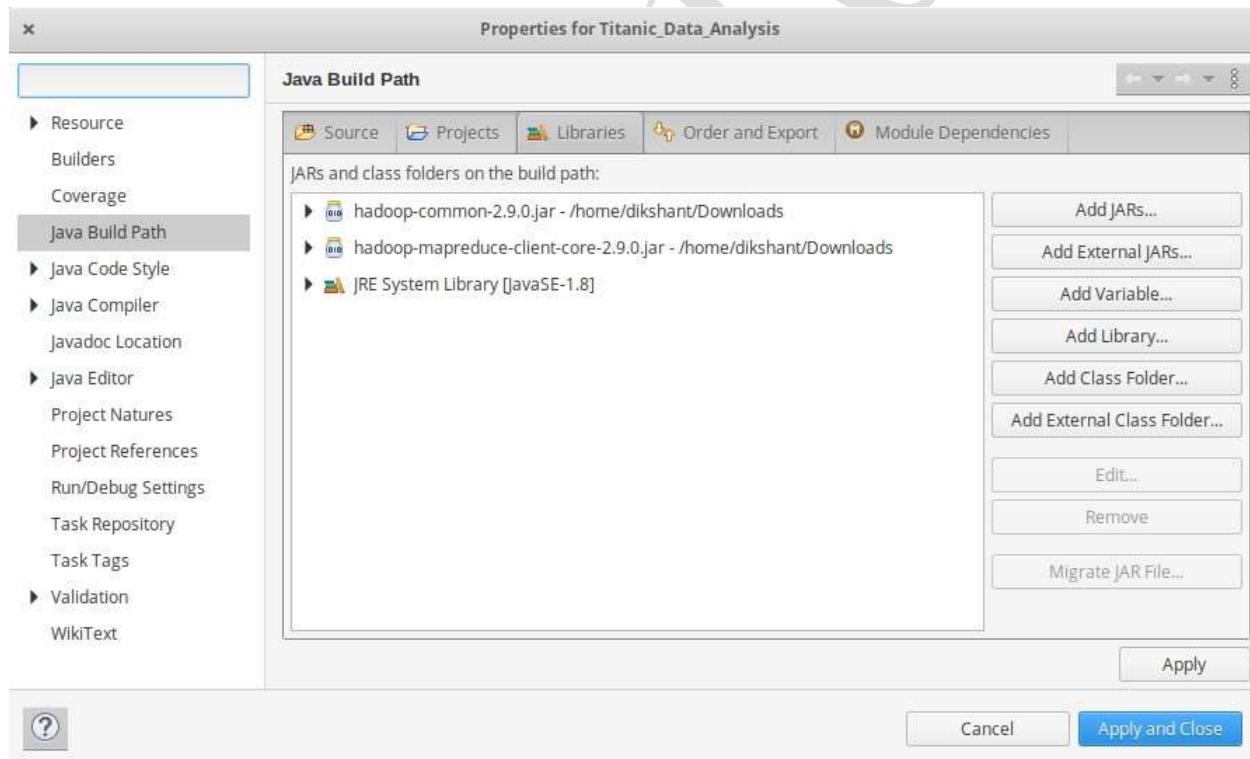 Properties for Titanic_Data_Analysis
Java Build Path
Resource
Builders
Coverage
Java Build Path
Java Code Style
Java Compiler
Javadoc Location
Java Editor
Project Natures
Project References
Run/Debug Settings
Task Repository
Task Tags
Validation
WikiText
Source Projects Libraries Order and Export Module Dependencies
JARs and class folders on the build path:
hadoop-common-2.9.0.jar - /home/dikshant/Downloads
hadoop-mapreduce-client-core-2.9.0.jar - /home/dikshant/Downloads
JRE System Library [JavaSE-1.8]
Add JARs...
Add External JARs...
Add Variable...
Add Library...
Add Class Folder...
Add External Class Folder...
Edit...
Remove
Migrate JAR File...
Apply
Cancel
Apply and Close